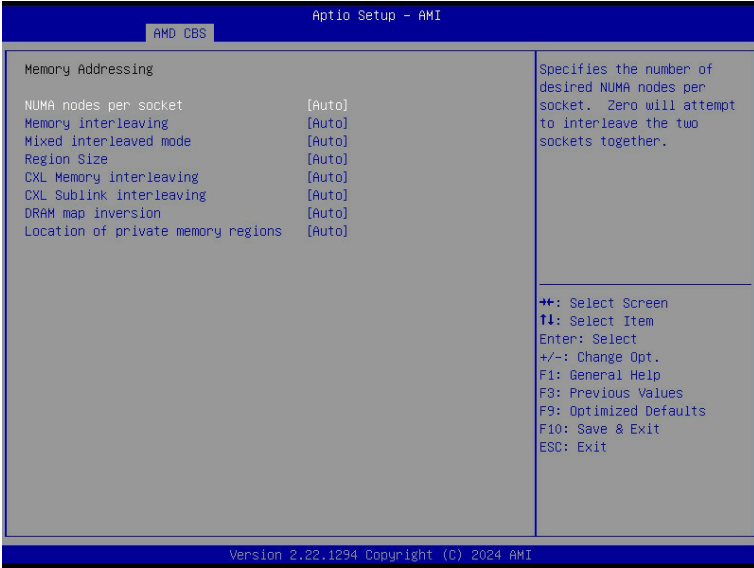 Aptio Setup – AMI
AMD CBS
Memory Addressing
NUMA nodes per socket [Auto]
Memory interleaving [Auto]
Mixed interleaved mode [Auto]
Region Size [Auto]
CXL Memory interleaving [Auto]
CXL Sublink interleaving [Auto]
DRAM map inversion [Auto]
Location of private memory regions [Auto]
Specifies the number of
desired NUMA nodes per
socket.  Zero will attempt
to interleave the two
sockets together.
→←: Select Screen
↑↓: Select Item
Enter: Select
+/-: Change Opt.
F1: General Help
F3: Previous Values
F9: Optimized Defaults
F10: Save & Exit
ESC: Exit
Version 2.22.1294 Copyright (C) 2024 AMI